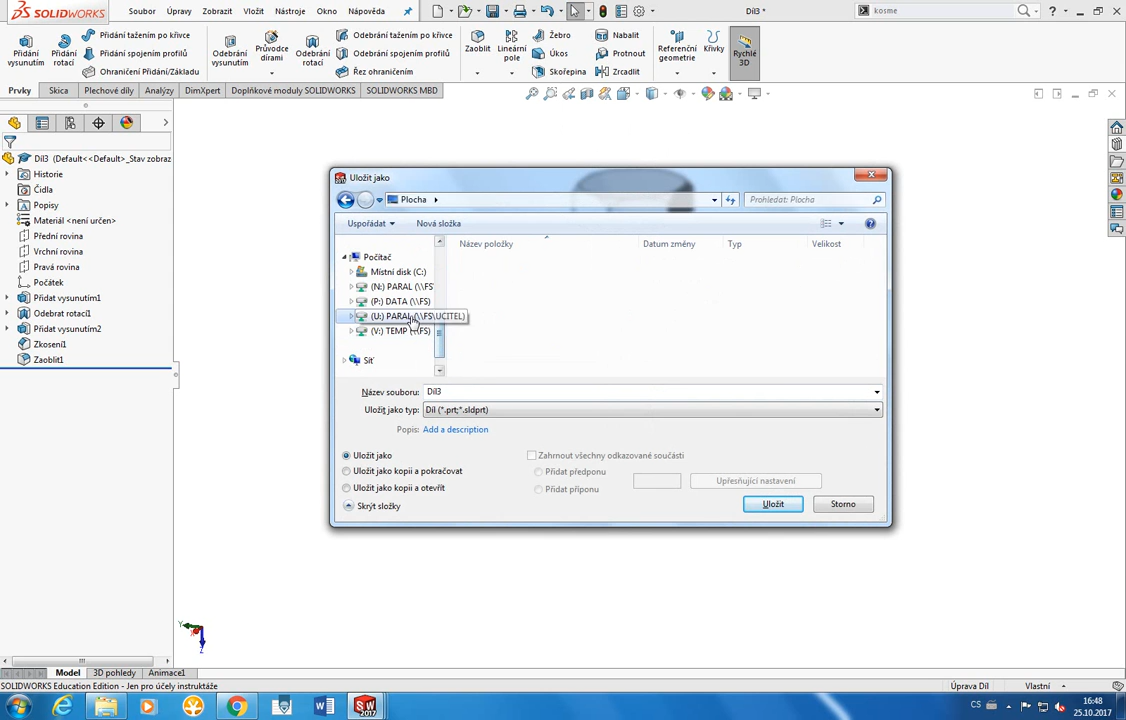 SOLIDWORKS Soubor Úpravy Zobrazit Vložit Nástroje Okno Nápověda Díl3 * kosme
Přidání vysunutím
Přidání rotací
Přidání tažením po křivce
Přidání spojením profilů
Ohraničení Přidání/Základu
Odebrání vysunutím
Průvodce dírami
Odebrání rotací
Odebrání tažením po křivce
Odebrání spojením profilů
Řez ohraničením
Zaoblit
Lineární pole
Žebro
Úkos
Skořepina
Nabalit
Protnout
Zrcadlit
Referenční geometrie
Křivky
Rychlé 3D
Prvky Skica Plechové díly Analýzy DimXpert Doplňkové moduly SOLIDWORKS SOLIDWORKS MBD
Díl3 (Default<<Default>_Stav zobraz
Historie
Čidla
Popisy
Materiál <není určen>
Přední rovina
Vrchní rovina
Pravá rovina
Počátek
Přidat vysunutím1
Odebrat rotací1
Přidat vysunutím2
Zkosení1
Zaoblit1
Uložit jako
Plocha
Prohledat: Plocha
Uspořádat Nová složka
Název položky Datum změny Typ Velikost
Počítač
Místní disk (C:)
(N:) PARAL (\\FS
(P:) DATA (\\FS)
(U:) PARAL (\\FS\UCITEL)
(V:) TEMP (\\FS)
Síť
Název souboru: Díl3
Uložit jako typ: Díl (*.prt;*.sldprt)
Popis: Add a description
Uložit jako
Uložit jako kopii a pokračovat
Uložit jako kopii a otevřít
Zahrnout všechny odkazované součásti
Přidat předponu
Přidat příponu
Upřesňující nastavení
Skrýt složky
Uložit Storno
Y
X
Z
Model 3D pohledy Animace1
SOLIDWORKS Education Edition - Jen pro účely instruktáže Úprava Díl Vlastní
SW 2017
CS
16:48
25.10.2017